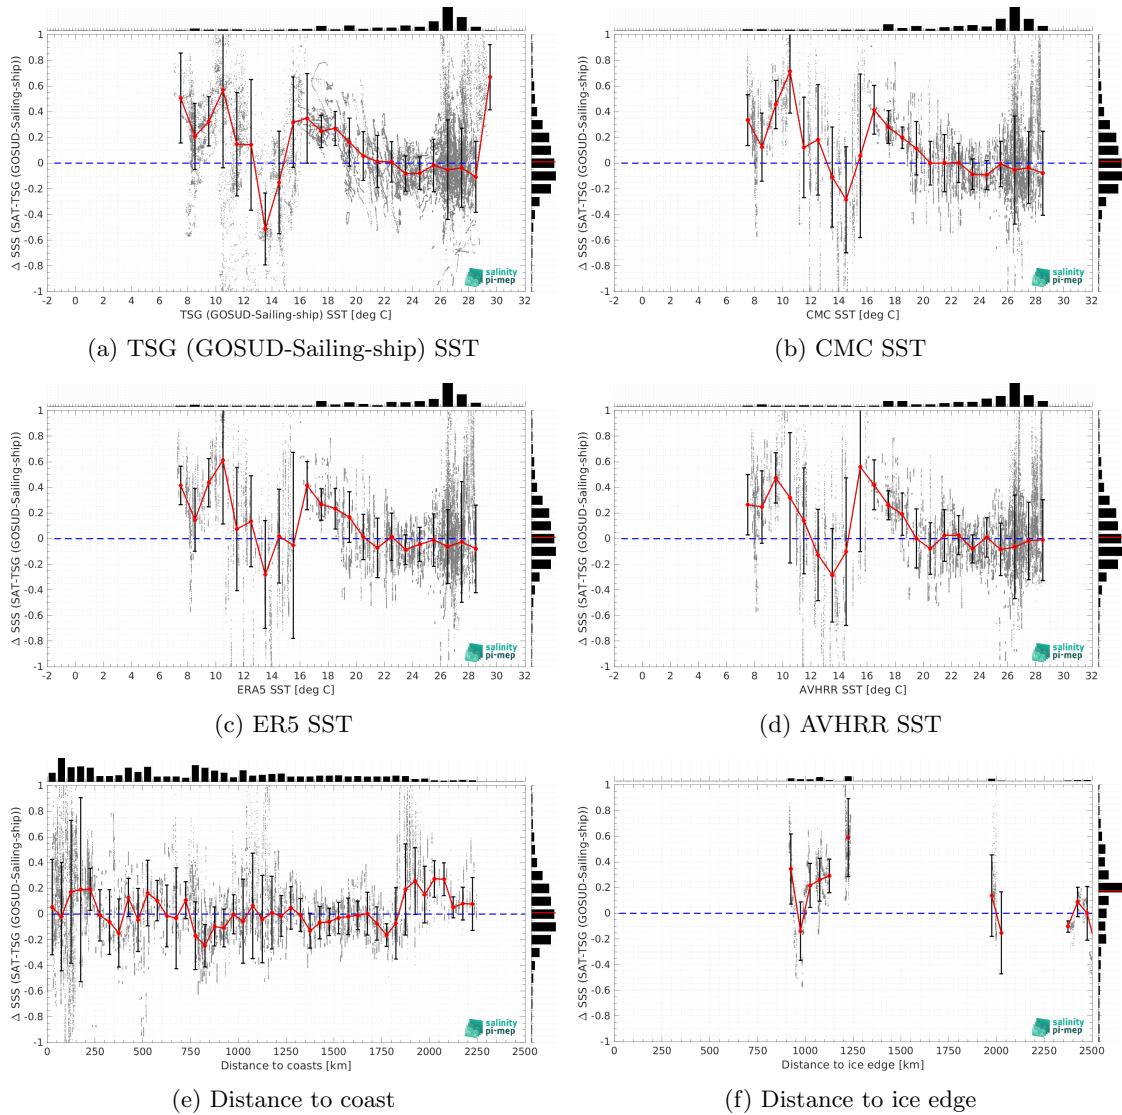 1
0.8
0.6
0.4
0.2
0
-0.2
-0.4
-0.6
-0.8
-1
Δ SSS (SAT-TSG (GOSUD-Sailing-ship))
salinity
pi-mep
-2 0 2 4 6 8 10 12 14 16 18 20 22 24 26 28 30 32
TSG (GOSUD-Sailing-ship) SST [deg C]
(a) TSG (GOSUD-Sailing-ship) SST
1
0.8
0.6
0.4
0.2
0
-0.2
-0.4
-0.6
-0.8
-1
Δ SSS (SAT-TSG (GOSUD-Sailing-ship))
salinity
pi-mep
-2 0 2 4 6 8 10 12 14 16 18 20 22 24 26 28 30 32
CMC SST [deg C]
(b) CMC SST
1
0.8
0.6
0.4
0.2
0
-0.2
-0.4
-0.6
-0.8
-1
Δ SSS (SAT-TSG (GOSUD-Sailing-ship))
salinity
pi-mep
-2 0 2 4 6 8 10 12 14 16 18 20 22 24 26 28 30 32
ERA5 SST [deg C]
(c) ER5 SST
1
0.8
0.6
0.4
0.2
0
-0.2
-0.4
-0.6
-0.8
-1
Δ SSS (SAT-TSG (GOSUD-Sailing-ship))
salinity
pi-mep
-2 0 2 4 6 8 10 12 14 16 18 20 22 24 26 28 30 32
AVHRR SST [deg C]
(d) AVHRR SST
1
0.8
0.6
0.4
0.2
0
-0.2
-0.4
-0.6
-0.8
-1
Δ SSS (SAT-TSG (GOSUD-Sailing-ship))
salinity
pi-mep
0 250 500 750 1000 1250 1500 1750 2000 2250 2500
Distance to coasts [km]
(e) Distance to coast
1
0.8
0.6
0.4
0.2
0
-0.2
-0.4
-0.6
-0.8
-1
Δ SSS (SAT-TSG (GOSUD-Sailing-ship))
salinity
pi-mep
0 250 500 750 1000 1250 1500 1750 2000 2250 2500
Distance to ice edge [km]
(f) Distance to ice edge